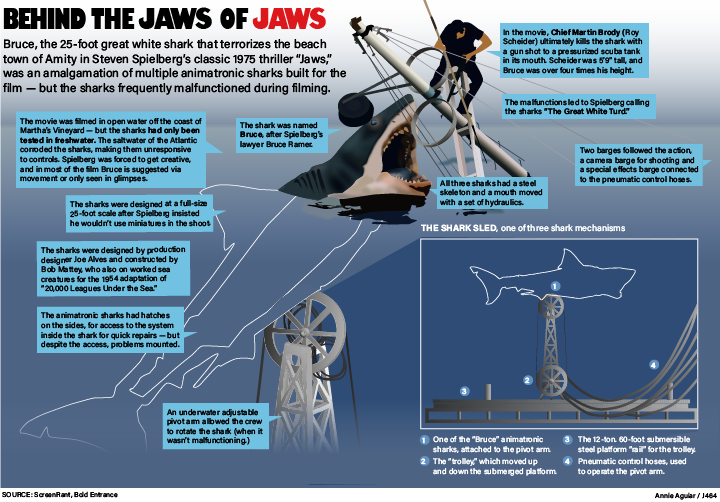 BEHIND THE JAWS OF JAWS
Bruce, the 25-foot great white shark that terrorizes the beach
town of Amity in Steven Spielberg's classic 1975 thriller "Jaws,"
was an amalgamation of multiple animatronic sharks built for the
film — but the sharks frequently malfunctioned during filming.
In the movie, Chief Martin Brody (Roy
Scheider) ultimately kills the shark with
a gun shot to a pressurized scuba tank
in its mouth. Scheider was 5'9" tall, and
Bruce was over four times his height.
The malfunctions led to Spielberg calling
the sharks "The Great White Turd."
The movie was filmed in open water off the coast of
Martha's Vineyard — but the sharks had only been
tested in freshwater. The saltwater of the Atlantic
corroded the sharks, making them unresponsive
to controls. Spielberg was forced to get creative,
and in most of the film Bruce is suggested via
movement or only seen in glimpses.
The shark was named
Bruce, after Spielberg's
lawyer Bruce Ramer.
Two barges followed the action,
a camera barge for shooting and
a special effects barge connected
to the pneumatic control hoses.
All three sharks had a steel
skeleton and a mouth moved
with a set of hydraulics.
The sharks were designed at a full-size
25-foot scale after Spielberg insisted
he wouldn't use miniatures in the shoot.
The sharks were designed by production
designer Joe Alves and constructed by
Bob Mattey, who also on worked sea
creatures for the 1954 adaptation of
"20,000 Leagues Under the Sea."
The animatronic sharks had hatches
on the sides, for access to the system
inside the shark for quick repairs — but
despite the access, problems mounted.
An underwater adjustable
pivot arm allowed the crew
to rotate the shark (when it
wasn't malfunctioning.)
THE SHARK SLED, one of three shark mechanisms
1
2
3
4
1 One of the "Bruce" animatronic
sharks, attached to the pivot arm.
2 The "trolley," which moved up
and down the submerged platform.
3 The 12-ton, 60-foot submersible
steel platform "rail" for the trolley.
4 Pneumatic control hoses, used
to operate the pivot arm.
SOURCE: ScreenRant, Bold Entrance
Annie Aguiar / J464